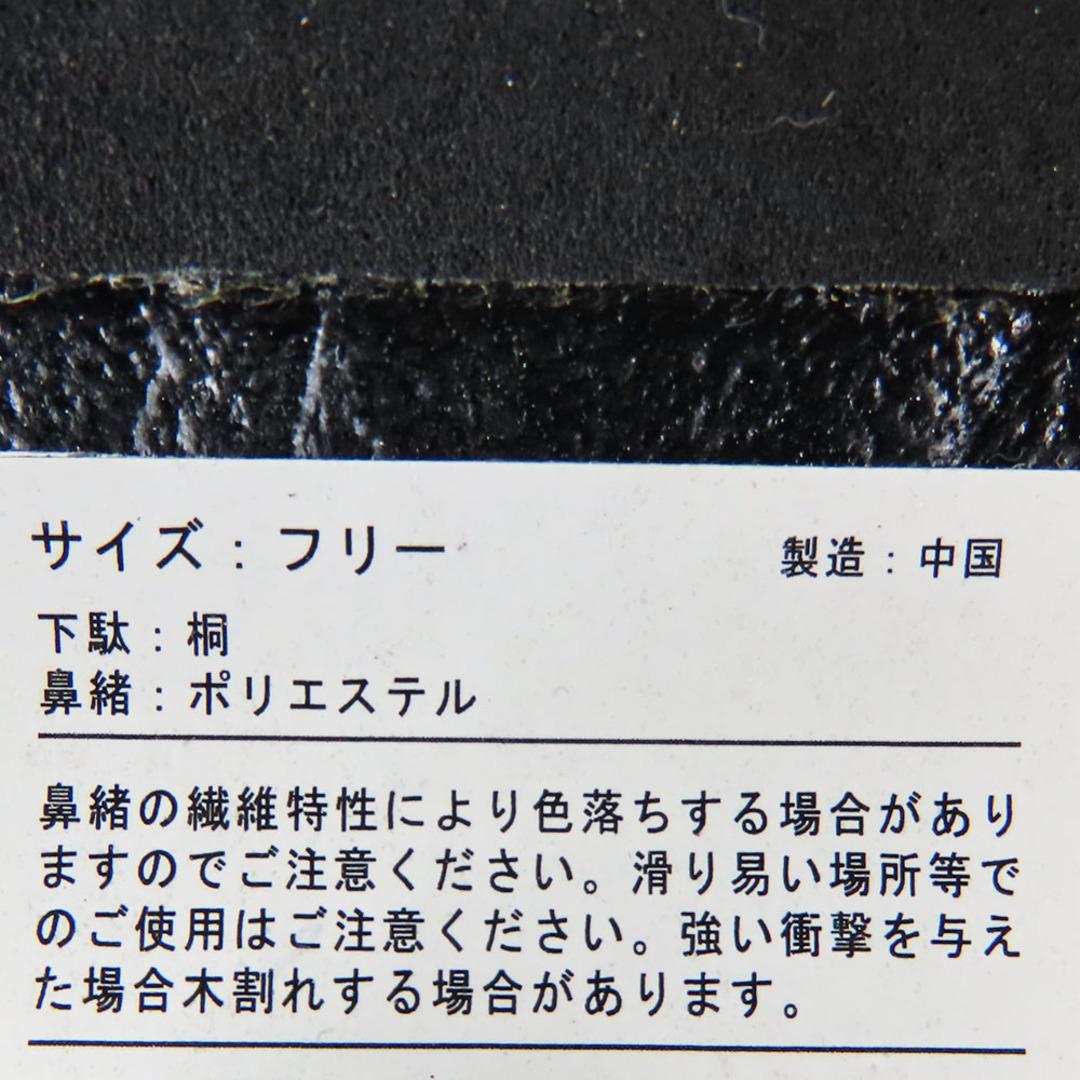 サイズ：フリー 製造：中国
下駄：桐
鼻緒：ポリエステル
鼻緒の繊維特性により色落ちする場合があり
ますのでご注意ください。滑り易い場所等で
のご使用はご注意ください。強い衝撃を与え
た場合木割れする場合があります。